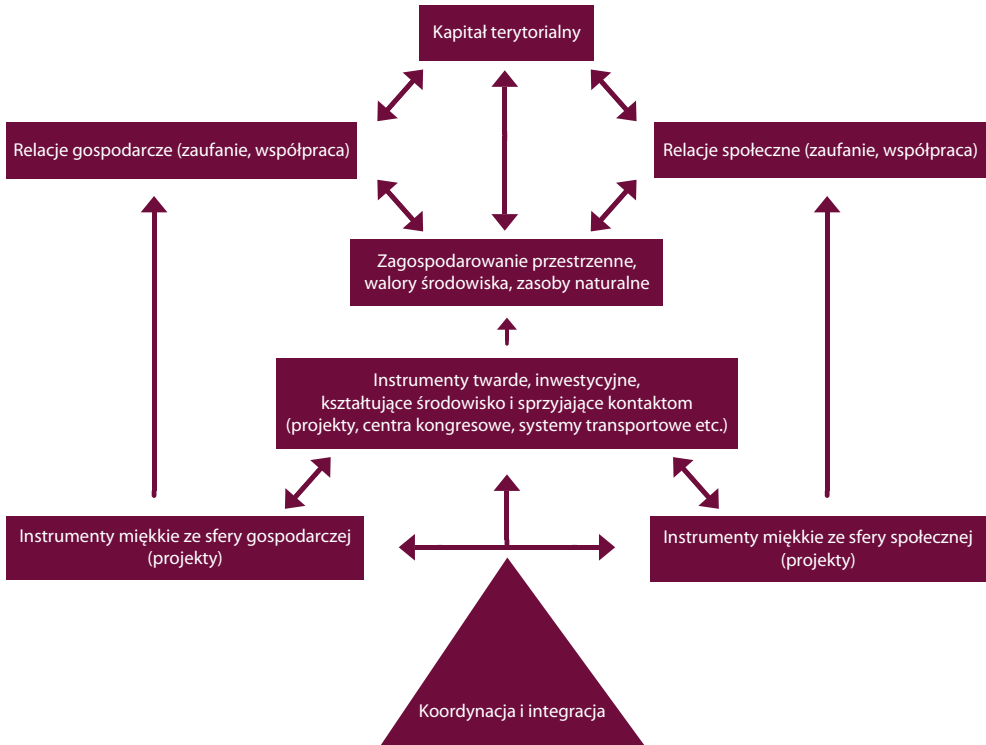 Kapitał terytorialny
Relacje gospodarcze (zaufanie, współpraca)
Relacje społeczne (zaufanie, współpraca)
Zagospodarowanie przestrzenne,
walory środowiska, zasoby naturalne
Instrumenty twarde, inwestycyjne,
kształtujące środowisko i sprzyjające kontaktom
(projekty, centra kongresowe, systemy transportowe etc.)
Instrumenty miękkie ze sfery gospodarczej
(projekty)
Instrumenty miękkie ze sfery społecznej
(projekty)
Koordynacja i integracja